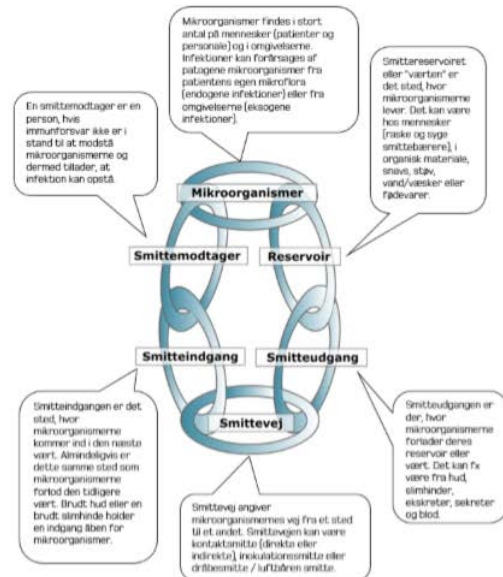 Mikroorganismer findes i stort
antal på mennesker (patienter og
personale) og i omgivelserne.
Infektioner kan forårsages af
patogene mikroorganismer fra
patientens egen mikroflora
(endogene infektioner) eller fra
omgivelserne (eksogene
infektioner).
Smittereservoiret
eller "værten" er
det sted, hvor
mikroorganismerne
lever. Det kan være
hos mennesker
(raske og syge
smittebærere), i
organisk materiale,
snavs, støv,
vand/væsker eller
fødevarer.
En smittemodtager er en
person, hvis
immunforsvar ikke er i
stand til at modstå
mikroorganismerne og
dermed tillader, at
infektion kan opstå.
Mikroorganismer
Smittemodtager
Reservoir
Smitteindgang
Smitteudgang
Smittevej
Smitteindgangen er det
sted, hvor
mikroorganismerne
kommer ind i den næste
vært. Almindeligvis er
dette samme sted som
mikroorganismerne
forlod den tidligere
vært. Brudt hud eller en
brudt slimhinde holder
en indgang åben for
mikroorganismer.
Smitteudgangen er
der, hvor
mikroorganismerne
forlader deres
reservoir eller
vært. Det kan fx
være fra hud,
slimhinder,
ekskreter, sekreter
og blod.
Smittevej angiver
mikroorganismernes vej fra et sted
til et andet. Smittevejen kan være
kontaktsmitte (direkte eller
indirekte), inokulationssmitte eller
dråbesmitte / luftbåren smitte.